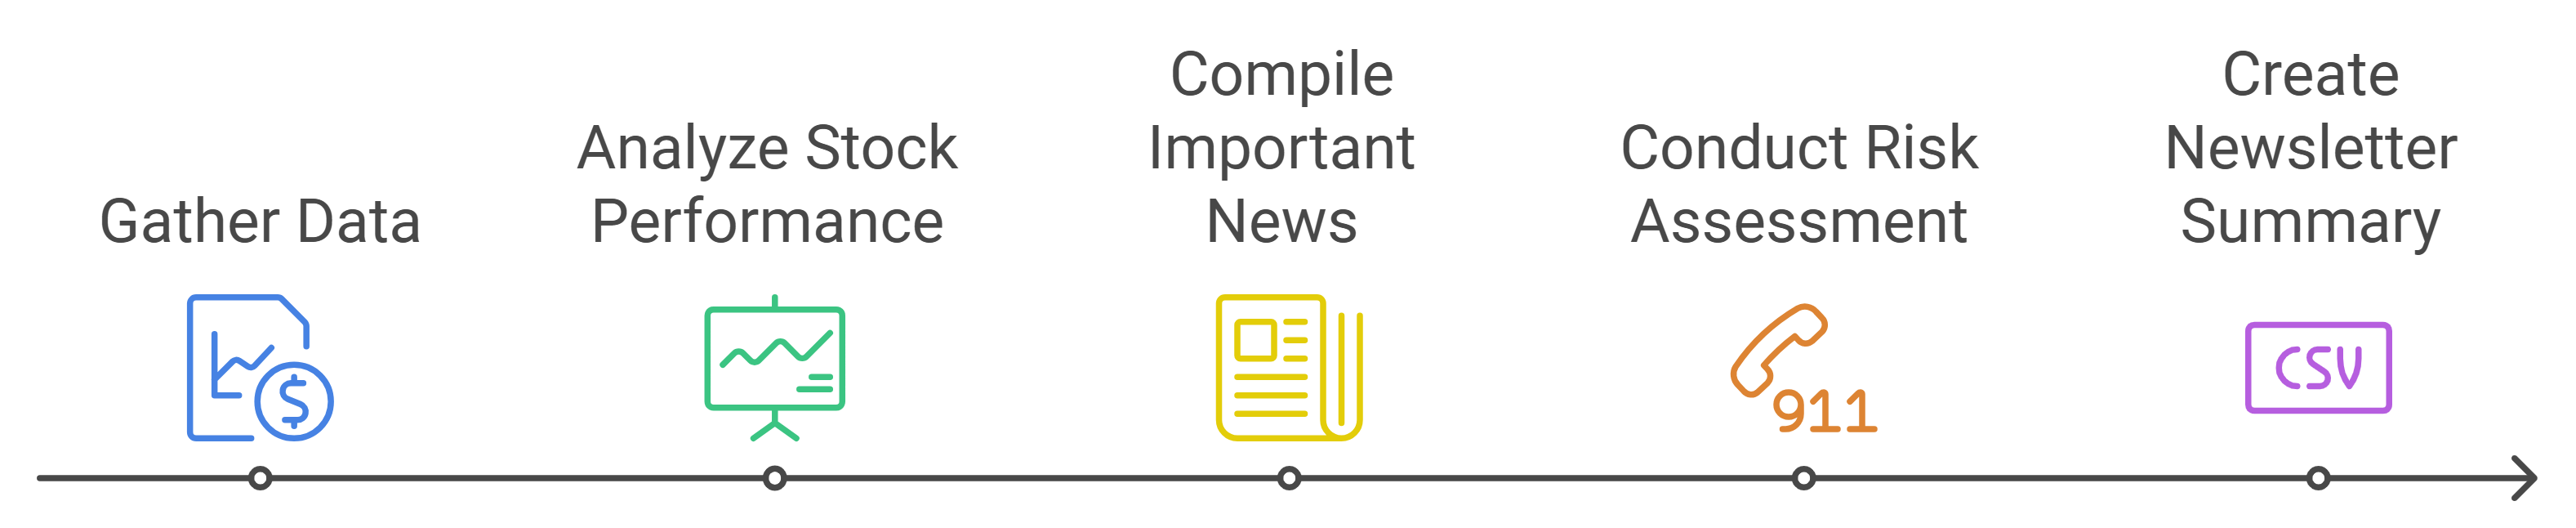 Gather Data
Analyze Stock
Performance
Compile
Important
News
Conduct Risk
Assessment
Create
Newsletter
Summary
$
911
CSV